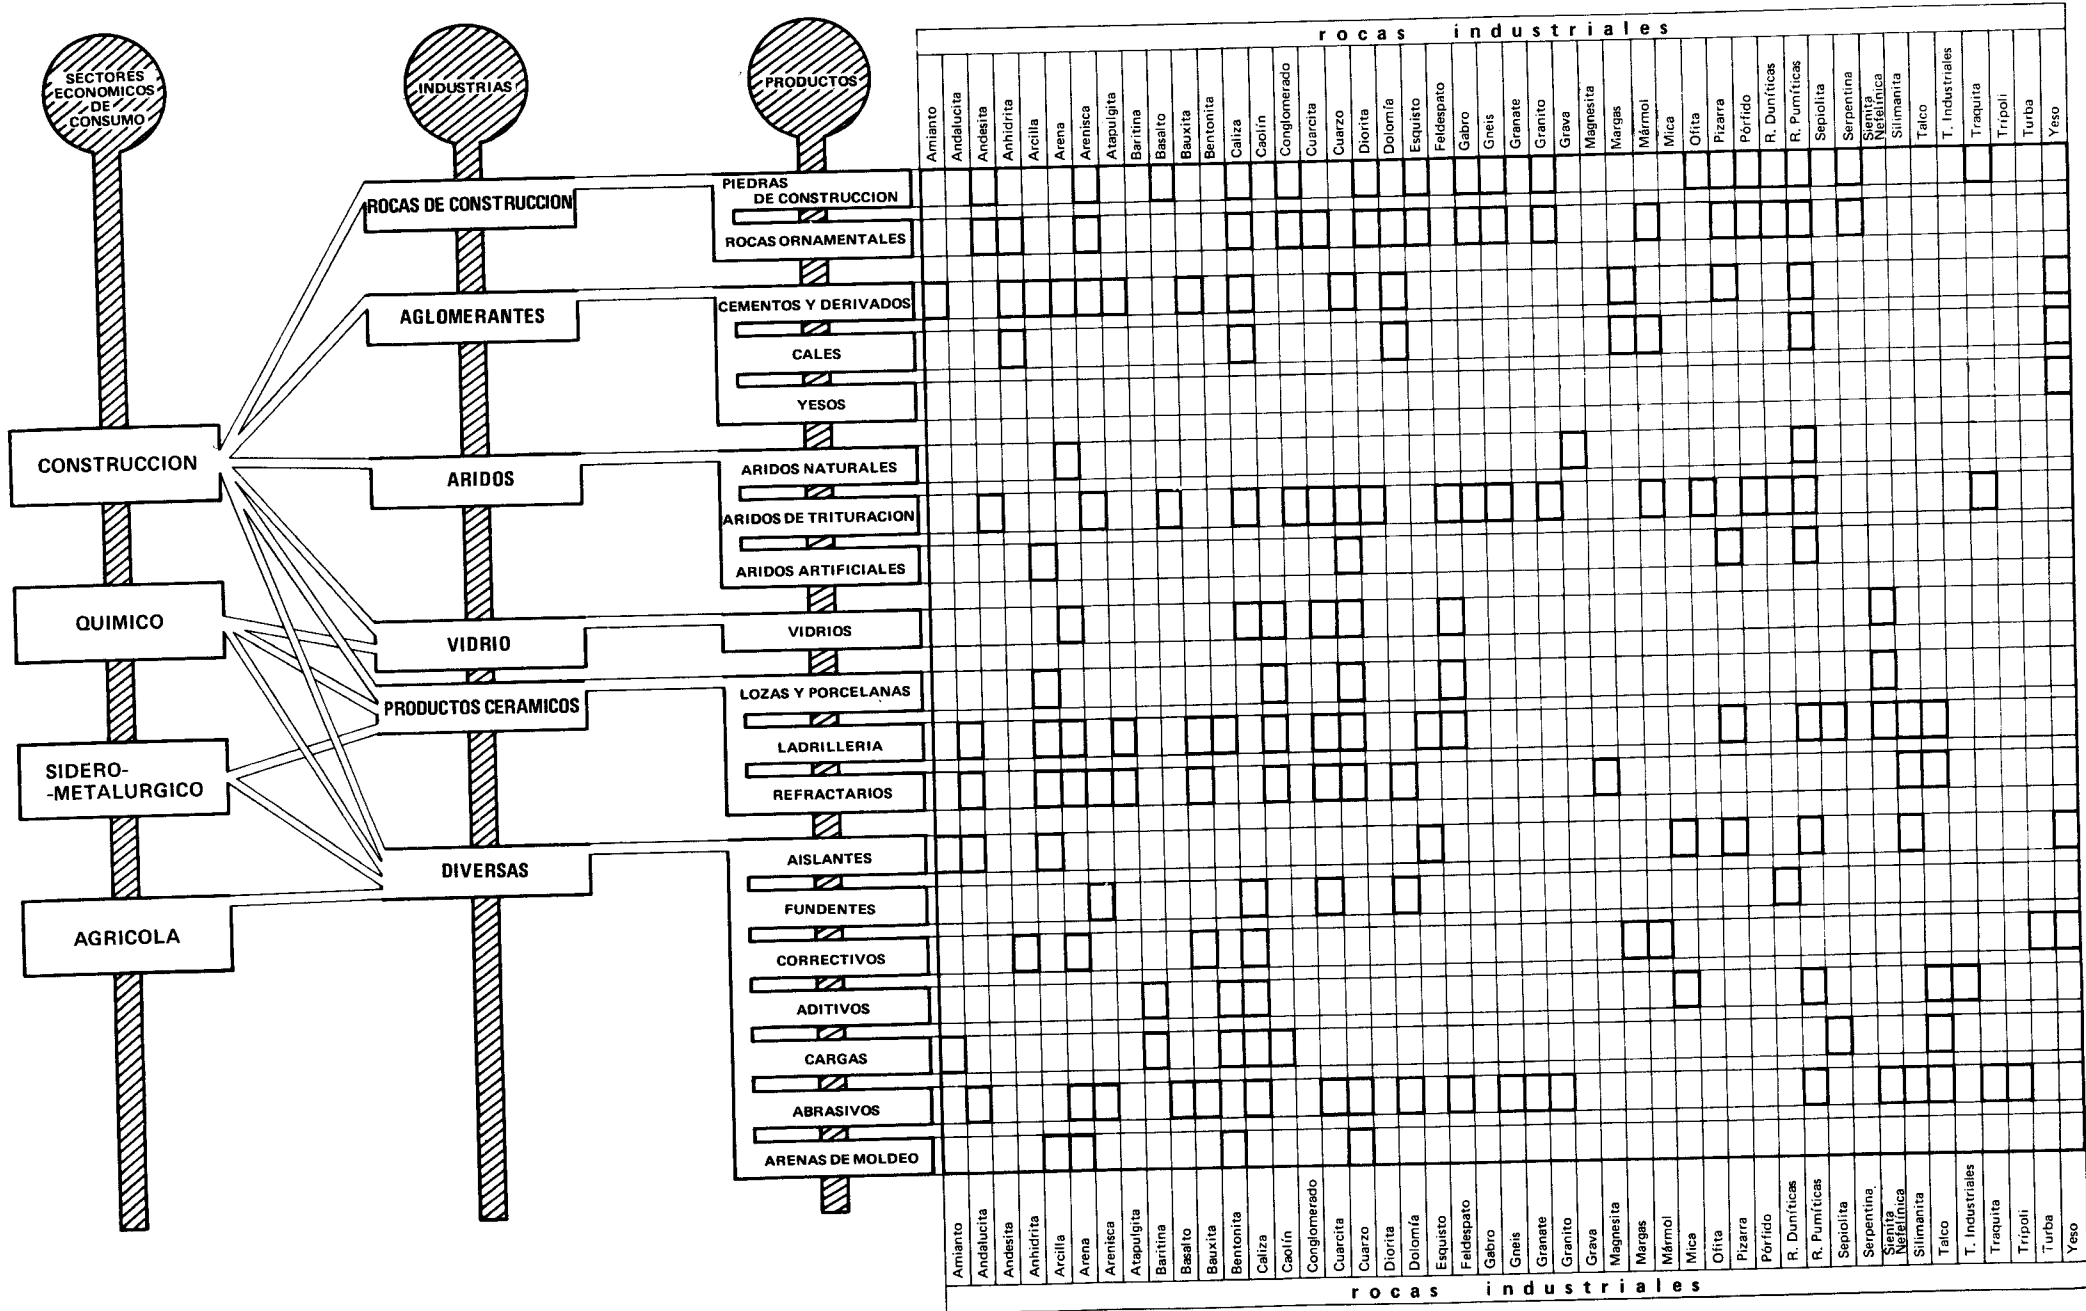 SECTORES
ECONOMICOS
DE
CONSUMO
INDUSTRIAS
PRODUCTOS
rocas industriales
Amianto
Andalucita
Andesita
Anhidrita
Arcilla
Arena
Arenisca
Atapulgita
Baritina
Basalto
Bauxita
Bentonita
Caliza
Caolín
Conglomerado
Cuarcita
Cuarzo
Diorita
Dolomía
Esquisto
Feldespato
Gabro
Gneis
Granate
Granito
Grava
Magnesita
Margas
Mármol
Mica
Ofita
Pizarra
Pórfido
R. Duníticas
R. Pumíticas
Sepiolita
Serpentina
Sienita
Nefelínica
Silimanita
Talco
T. Industriales
Traquita
Trípoli
Turba
Yeso
CONSTRUCCION
QUIMICO
SIDERO-
-METALURGICO
AGRICOLA
ROCAS DE CONSTRUCCION
AGLOMERANTES
ARIDOS
VIDRIO
PRODUCTOS CERAMICOS
DIVERSAS
PIEDRAS
DE CONSTRUCCION
ROCAS ORNAMENTALES
CEMENTOS Y DERIVADOS
CALES
YESOS
ARIDOS NATURALES
ARIDOS DE TRITURACION
ARIDOS ARTIFICIALES
VIDRIOS
LOZAS Y PORCELANAS
LADRILLERIA
REFRACTARIOS
AISLANTES
FUNDENTES
CORRECTIVOS
ADITIVOS
CARGAS
ABRASIVOS
ARENAS DE MOLDEO
Amianto
Andalucita
Andesita
Anhidrita
Arcilla
Arena
Arenisca
Atapulgita
Baritina
Basalto
Bauxita
Bentonita
Caliza
Caolín
Conglomerado
Cuarcita
Cuarzo
Diorita
Dolomía
Esquisto
Feldespato
Gabro
Gneis
Granate
Granito
Grava
Magnesita
Margas
Mármol
Mica
Ofita
Pizarra
Pórfido
R. Duníticas
R. Pumíticas
Sepiolita
Serpentina
Sienita
Nefelínica
Silimanita
Talco
T. Industriales
Traquita
Trípoli
Turba
Yeso
rocas industriales